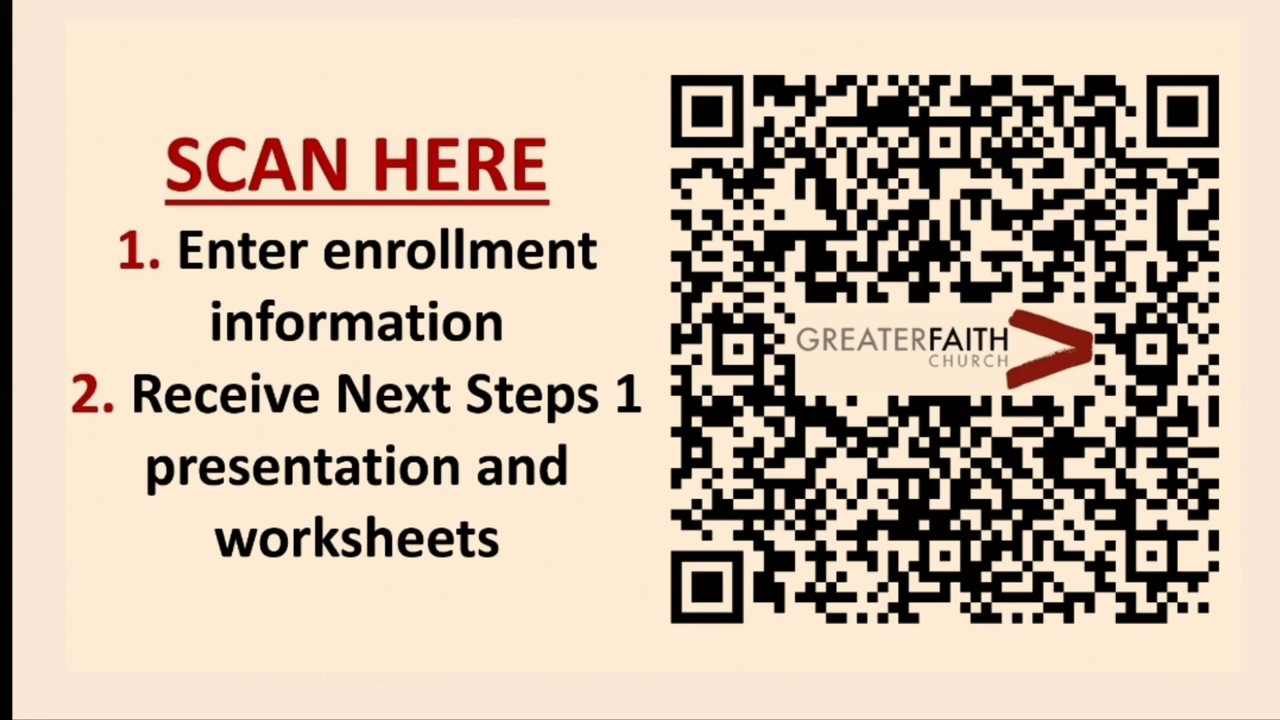 SCAN HERE
1. Enter enrollment
information
2. Receive Next Steps 1
presentation and
worksheets
GREATERFAITH
CHURCH